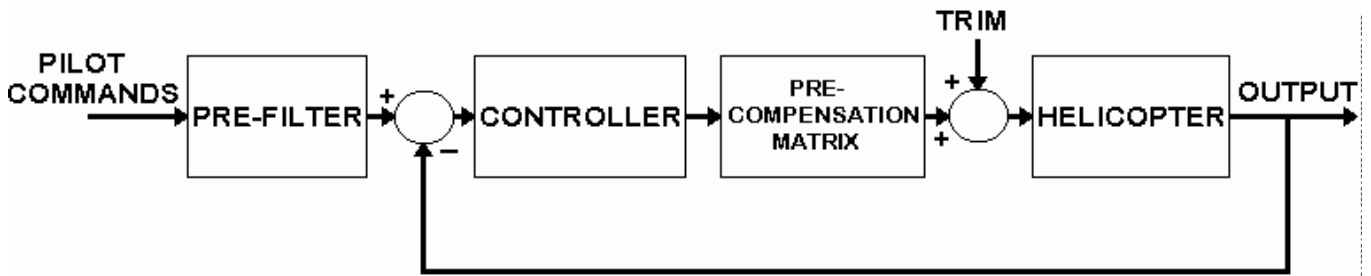 TRIM
PILOT
COMMANDS
PRE-FILTER
+
−
CONTROLLER
PRE-
COMPENSATION
MATRIX
+
+
HELICOPTER
OUTPUT